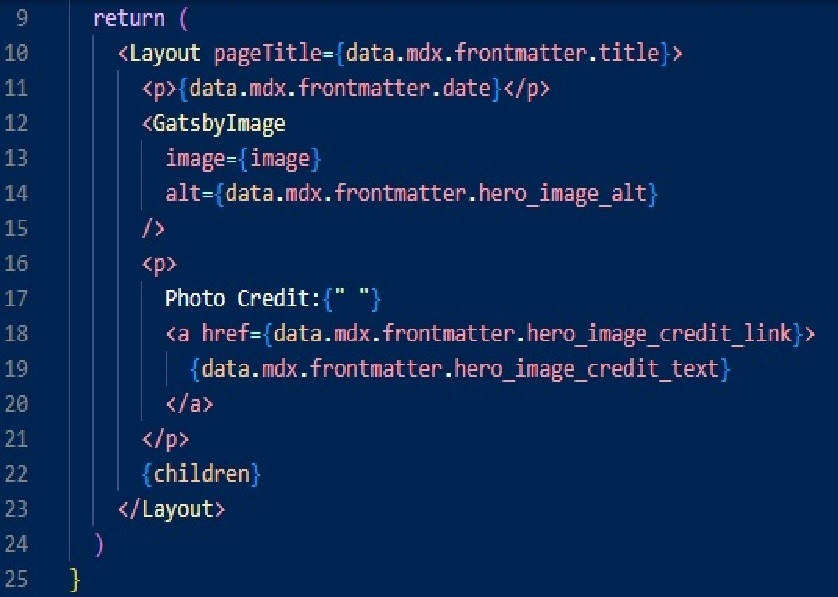 9 return (
10 <Layout pageTitle={data.mdx.frontmatter.title}>
11 <p>{data.mdx.frontmatter.date}</p>
12 <GatsbyImage
13 image={image}
14 alt={data.mdx.frontmatter.hero_image_alt}
15 />
16 <p>
17 Photo Credit:{" "}
18 <a href={data.mdx.frontmatter.hero_image_credit_link}>
19 {data.mdx.frontmatter.hero_image_credit_text}
20 </a>
21 </p>
22 {children}
23 </Layout>
24 )
25 }